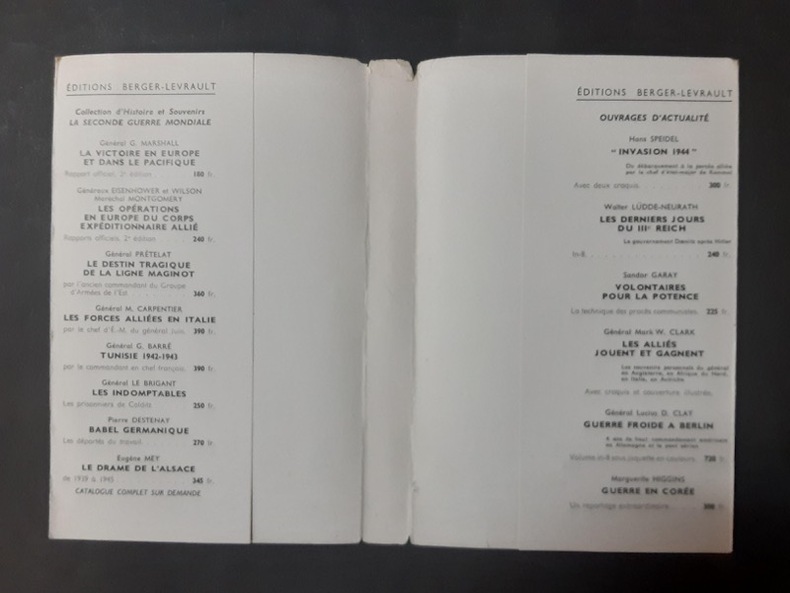 ÉDITIONS BERGER-LEVRAULT
Collection d'Histoire et Souvenirs
LA SECONDE GUERRE MONDIALE
Général G. MARSHALL
LA VICTOIRE EN EUROPE
ET DANS LE PACIFIQUE
Rapport officiel, 2e édition . . . 180 fr.
Généraux EISENHOWER et WILSON
Maréchal MONTGOMERY
LES OPÉRATIONS
EN EUROPE DU CORPS
EXPÉDITIONNAIRE ALLIÉ
Rapports officiels, 2e édition . . 240 fr.
Général PRÉTELAT
LE DESTIN TRAGIQUE
DE LA LIGNE MAGINOT
par l'ancien commandant du Groupe
d'Armées de l'Est . . . . . 360 fr.
Général M. CARPENTIER
LES FORCES ALLIÉES EN ITALIE
par le chef d'É.-M. du général Juin. 390 fr.
Général G. BARRÉ
TUNISIE 1942-1943
par le commandant en chef français. 390 fr.
Général LE BRIGANT
LES INDOMPTABLES
Les prisonniers de Colditz . . . 250 fr.
Pierre DESTENAY
BABEL GERMANIQUE
Les déportés du travail . . . . 270 fr.
Eugène MEY
LE DRAME DE L'ALSACE
de 1939 à 1945 . . . . . 345 fr.
CATALOGUE COMPLET SUR DEMANDE
ÉDITIONS BERGER-LEVRAULT
OUVRAGES D'ACTUALITÉ
Hans SPEIDEL
" INVASION 1944 "
Du débarquement à la percée alliée
par le chef d'état-major de Rommel
Avec deux croquis. . . . . 300 fr.
Walter LÜDDE-NEURATH
LES DERNIERS JOURS
DU IIIe REICH
Le gouvernement Dœnitz après Hitler
In-8 . . . . . . 240 fr.
Sandor GARAY
VOLONTAIRES
POUR LA POTENCE
La technique des procès communistes. 225 fr.
Général Mark W. CLARK
LES ALLIÉS
JOUENT ET GAGNENT
Les souvenirs personnels du général
en Angleterre, en Afrique du Nord,
en Italie, en Autriche
Avec croquis et couverture illustrée.
Général Lucius D. CLAY
GUERRE FROIDE A BERLIN
4 ans de haut commandement américain
en Allemagne et le pont aérien
Volume in-8 sous jaquette en couleurs. 720 fr.
Marguerite HIGGINS
GUERRE EN CORÉE
Un reportage extraordinaire . . . fr.